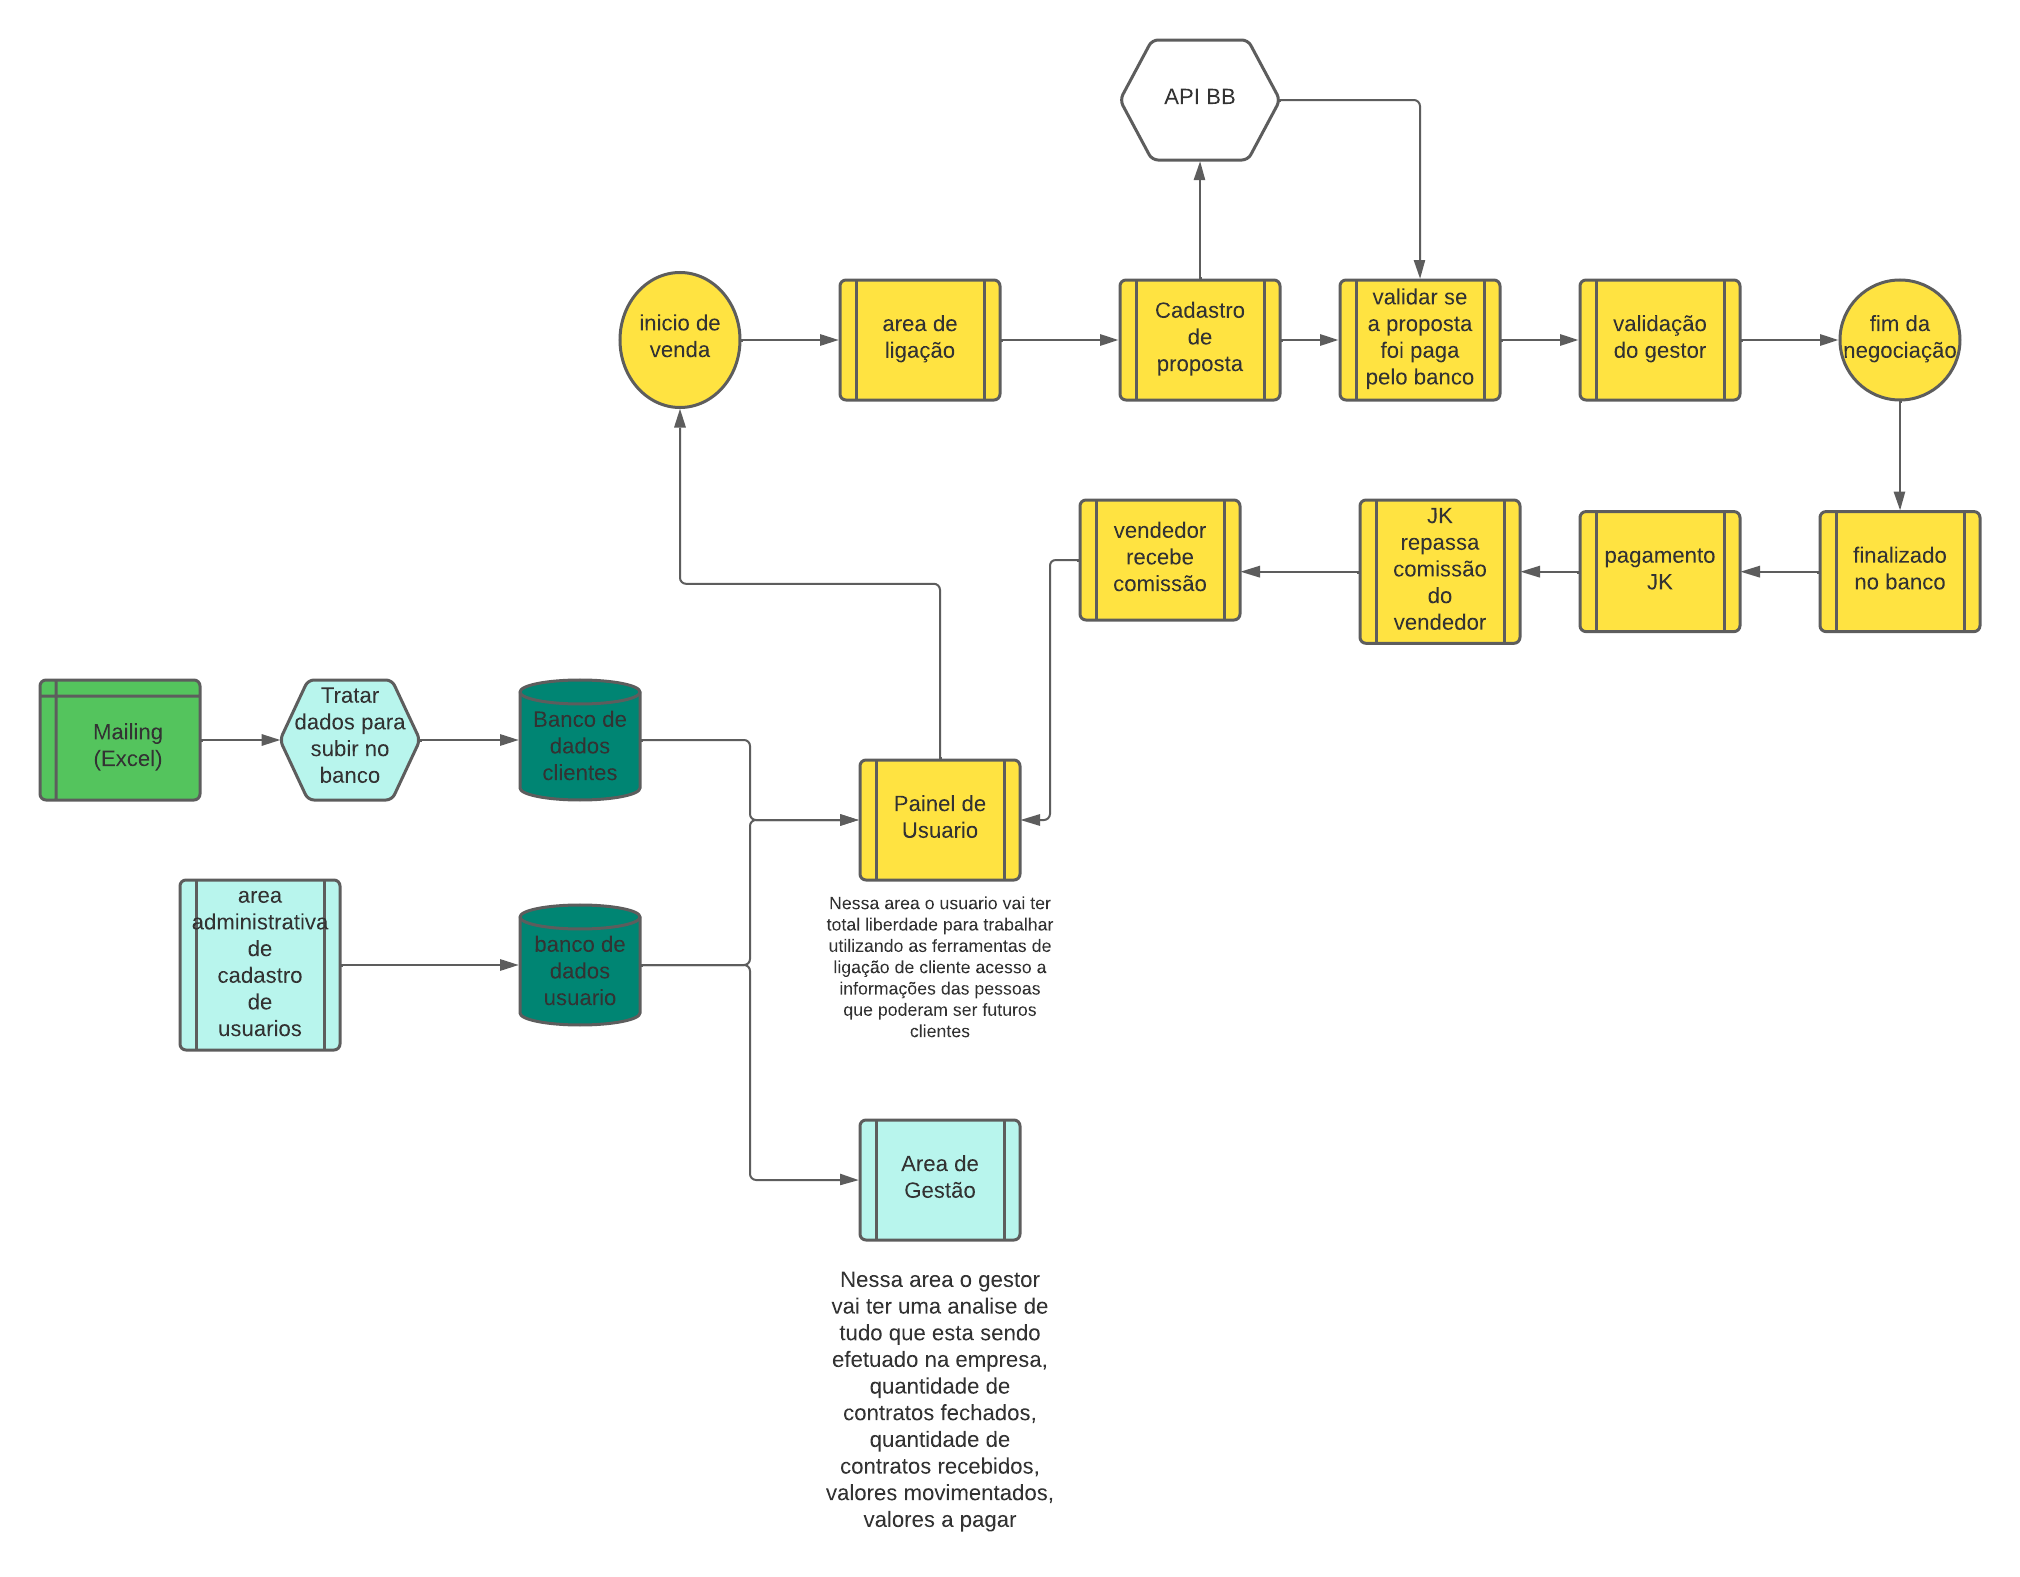 API BB
inicio de
venda
area de
ligação
Cadastro
de
proposta
validar se
a proposta
foi paga
pelo banco
validação
do gestor
fim da
negociação
vendedor
recebe
comissão
JK
repassa
comissão
do
vendedor
pagamento
JK
finalizado
no banco
Mailing
(Excel)
Tratar
dados para
subir no
banco
Banco de
dados
clientes
Painel de
Usuario
Nessa area o usuario vai ter
total liberdade para trabalhar
utilizando as ferramentas de
ligação de cliente acesso a
informações das pessoas
que poderam ser futuros
clientes
area
administrativa
de
cadastro
de
usuarios
banco de
dados
usuario
Area de
Gestão
Nessa area o gestor
vai ter uma analise de
tudo que esta sendo
efetuado na empresa,
quantidade de
contratos fechados,
quantidade de
contratos recebidos,
valores movimentados,
valores a pagar